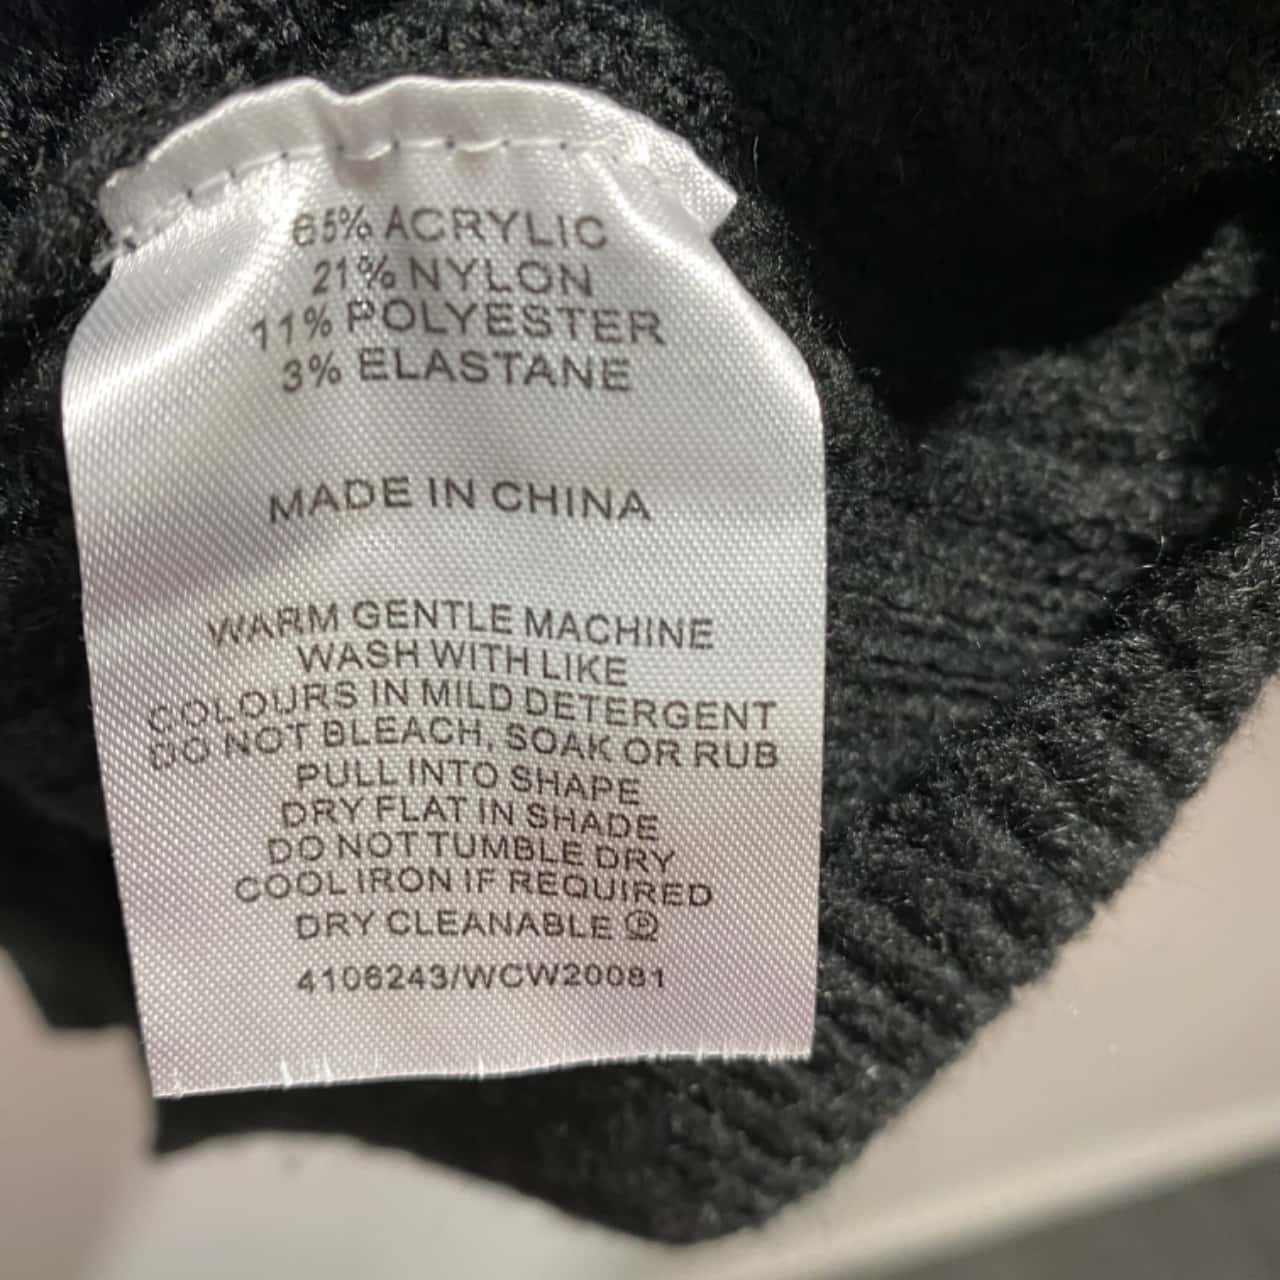 65% ACRYLIC
21% NYLON
11% POLYESTER
3% ELASTANE
MADE IN CHINA
WARM GENTLE MACHINE
WASH WITH LIKE
COLOURS IN MILD DETERGENT
DO NOT BLEACH, SOAK OR RUB
PULL INTO SHAPE
DRY FLAT IN SHADE
DO NOT TUMBLE DRY
COOL IRON IF REQUIRED
DRY CLEANABLE Ⓟ
4106243/WCW20081